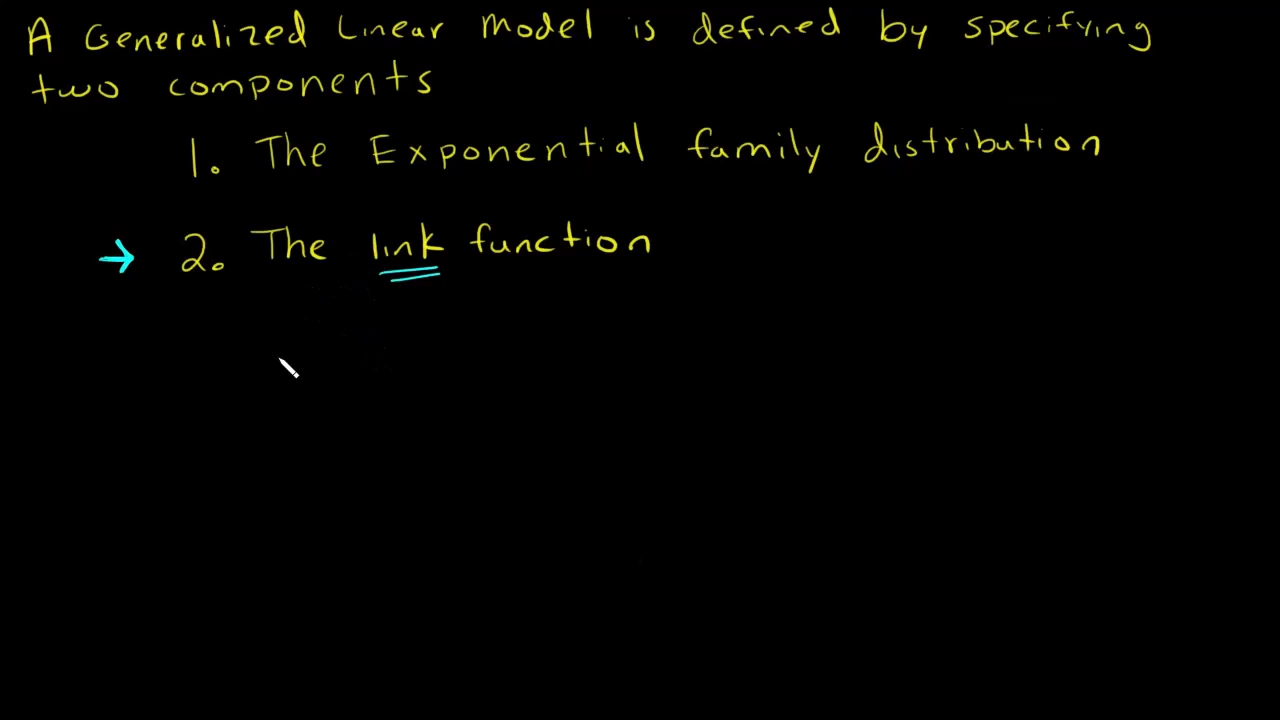 A Generalized Linear Model is defined by specifying
two components
1. The Exponential family distribution
→ 2. The link function